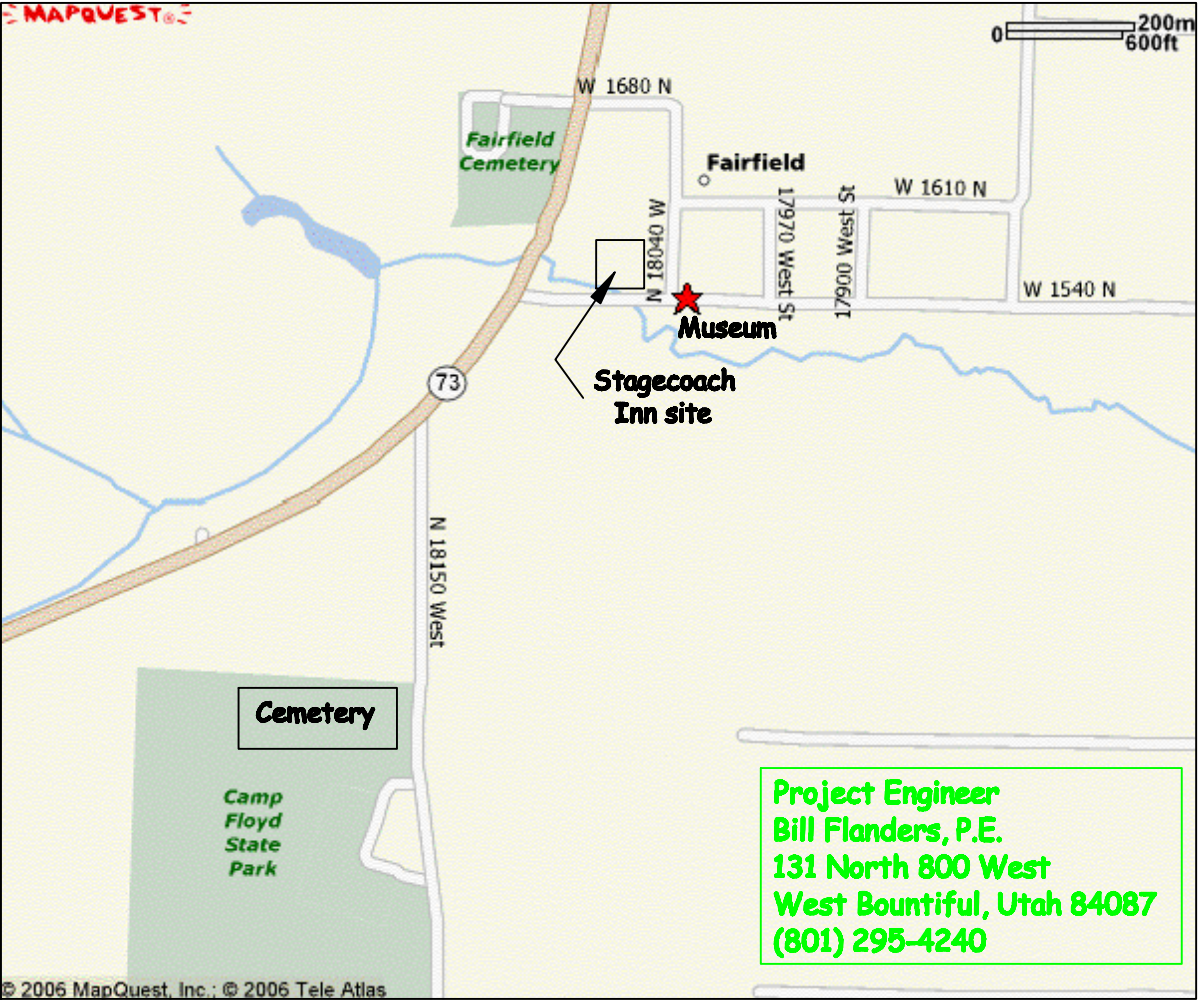 MAPQUEST®
200m
0
600ft
W 1680 N
Fairfield
Cemetery
Fairfield
W 1610 N
N 18040 W
17970 West St
17900 West St
W 1540 N
Museum
Stagecoach
Inn site
73
N 18150 West
Cemetery
Camp
Floyd
State
Park
Project Engineer
Bill Flanders, P.E.
131 North 800 West
West Bountiful, Utah 84087
(801) 295-4240
© 2006 MapQuest, Inc.; © 2006 Tele Atlas